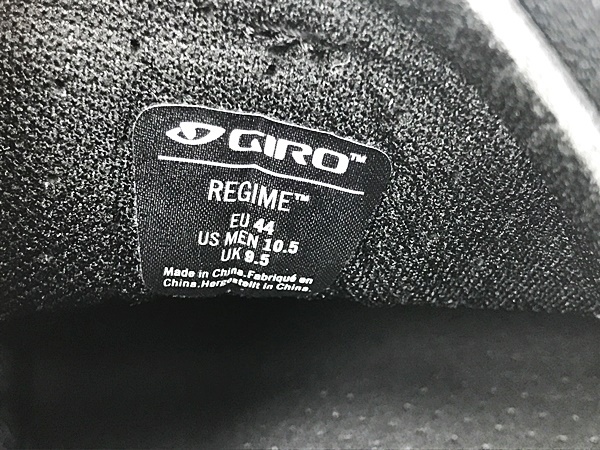 GIRO™
REGIME™
EU 44
US MEN 10.5
UK 9.5
Made in China.Fabriqué en
China.Hergestellt in China